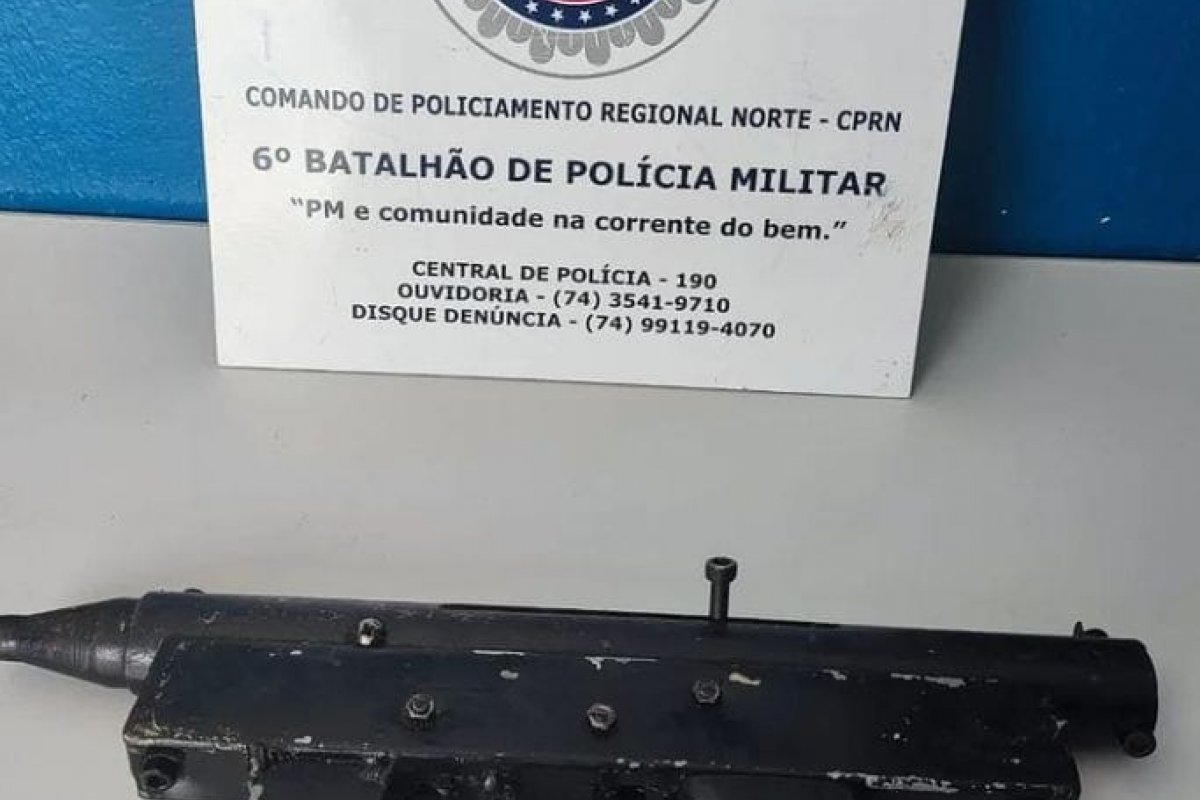 COMANDO DE POLICIAMENTO REGIONAL NORTE - CPRN
6º BATALHÃO DE POLÍCIA MILITAR
“PM e comunidade na corrente do bem.”
CENTRAL DE POLÍCIA - 190
OUVIDORIA - (74) 3541-9710
DISQUE DENÚNCIA - (74) 99119-4070